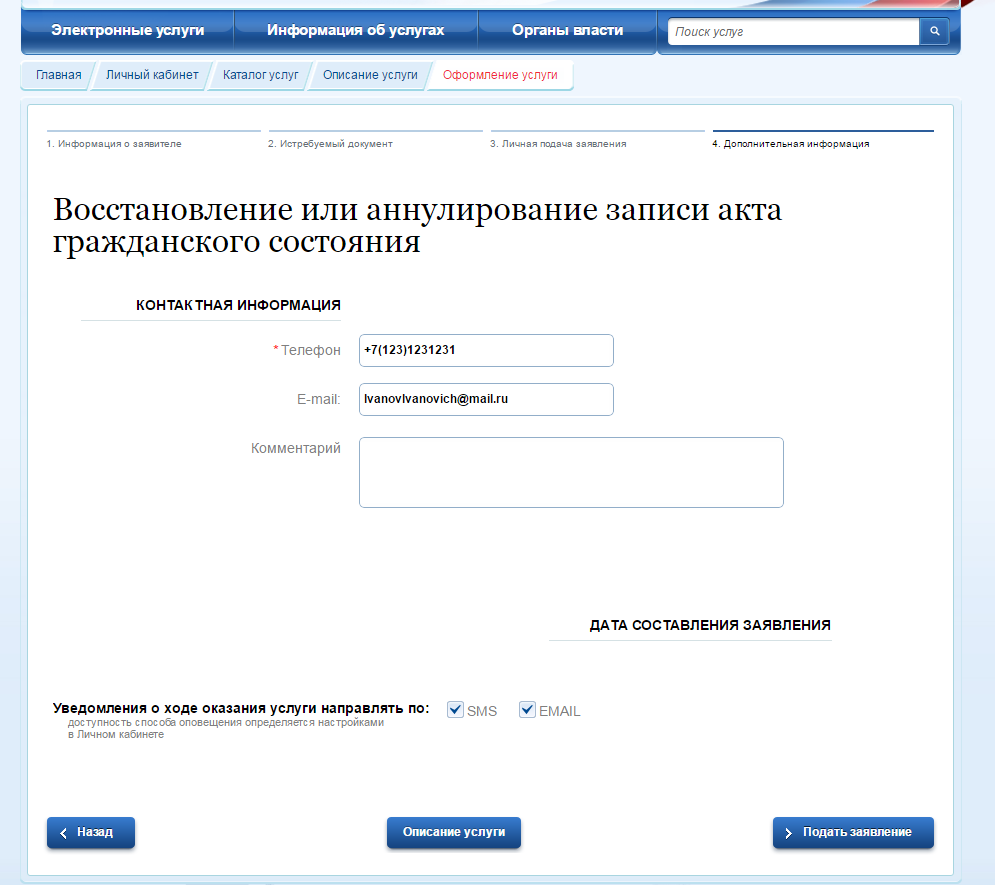 Электронные услуги
Информация об услугах
Органы власти
Поиск услуг
Главная
Личный кабинет
Каталог услуг
Описание услуги
Оформление услуги
1. Информация о заявителе
2. Истребуемый документ
3. Личная подача заявления
4. Дополнительная информация
Восстановление или аннулирование записи акта
гражданского состояния
КОНТАКТНАЯ ИНФОРМАЦИЯ
* Телефон
+7(123)1231231
E-mail:
IvanovIvanovich@mail.ru
Комментарий
ДАТА СОСТАВЛЕНИЯ ЗАЯВЛЕНИЯ
Уведомления о ходе оказания услуги направлять по:
SMS
EMAIL
доступность способа оповещения определяется настройками
в Личном кабинете
Назад
Описание услуги
Подать заявление